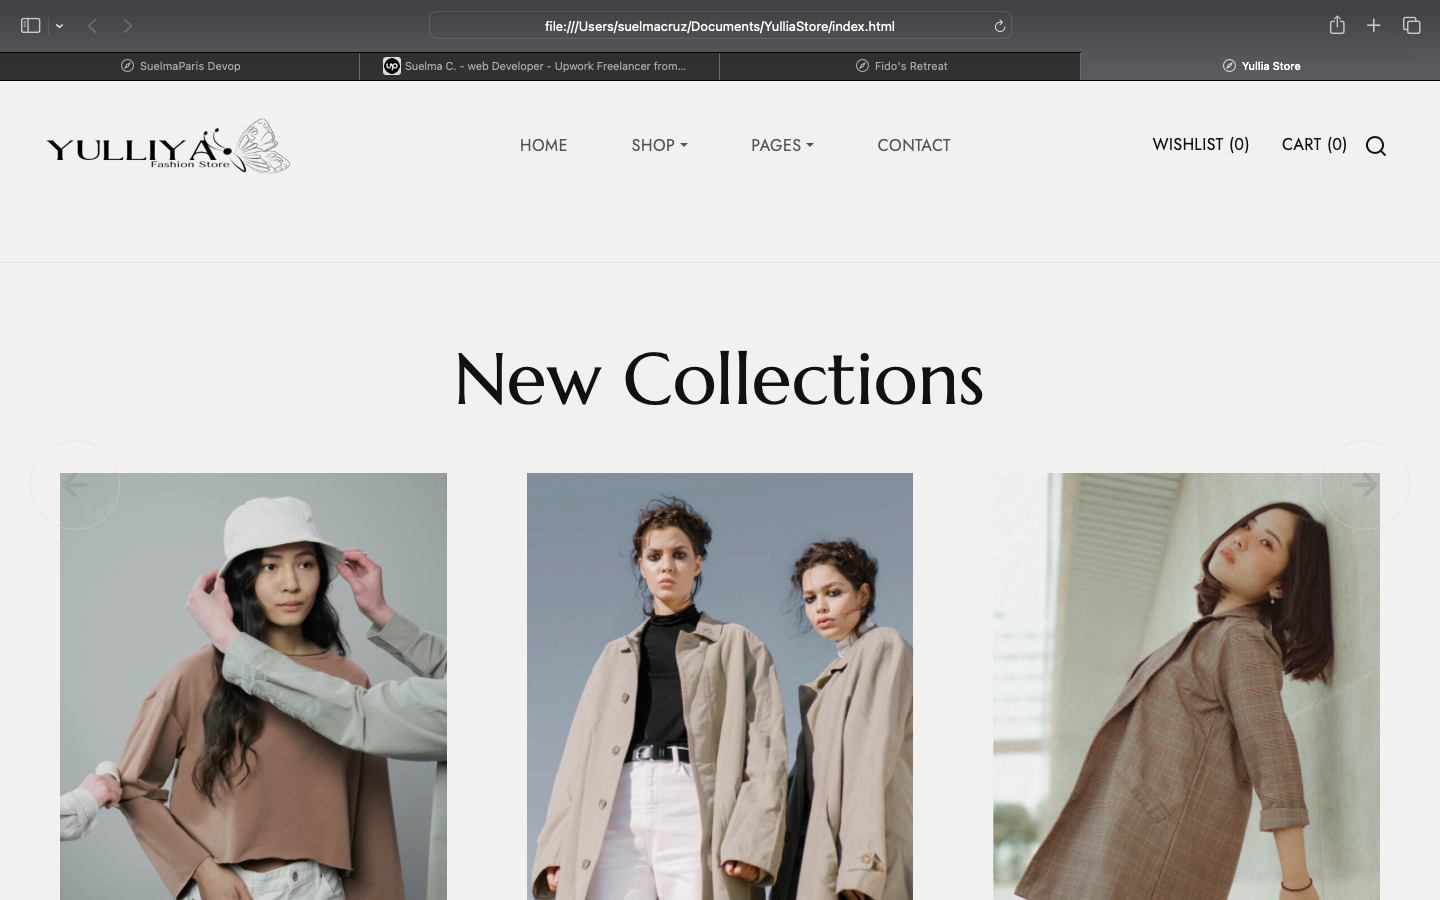 file:///Users/suelmacruz/Documents/YulliaStore/index.html
SuelmaParis Devop
up Suelma C. - web Developer - Upwork Freelancer from...
Fido's Retreat
Yullia Store
YULLIYA
Fashion Store
HOME
SHOP
PAGES
CONTACT
WISHLIST (0)
CART (0)
New Collections